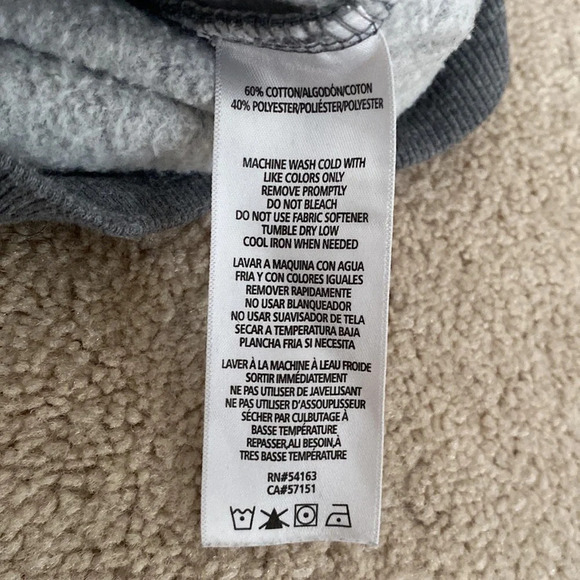 60% COTTON/ALGODÒN/COTON
40% POLYESTER/POLIÉSTER/POLYESTER
MACHINE WASH COLD WITH
LIKE COLORS ONLY
REMOVE PROMPTLY
DO NOT BLEACH
DO NOT USE FABRIC SOFTENER
TUMBLE DRY LOW
COOL IRON WHEN NEEDED
LAVAR A MAQUINA CON AGUA
FRIA Y CON COLORES IGUALES
REMOVER RAPIDAMENTE
NO USAR BLANQUEADOR
NO USAR SUAVISADOR DE TELA
SECAR A TEMPERATURA BAJA
PLANCHA FRIA SI NECESITA
LAVER À LA MACHINE À LEAU FROIDE
SORTIR IMMÉDIATEMENT
NE PAS UTILISER DE JAVELLISANT
NE PAS UTILISER D'ASSOUPLISSEUR
SÉCHER PAR CULBUTAGE À
BASSE TEMPÉRATURE
REPASSER,ALI BESOIN,À
TRES BASSE TEMPÉRATURE
RN#54163
CA#57151